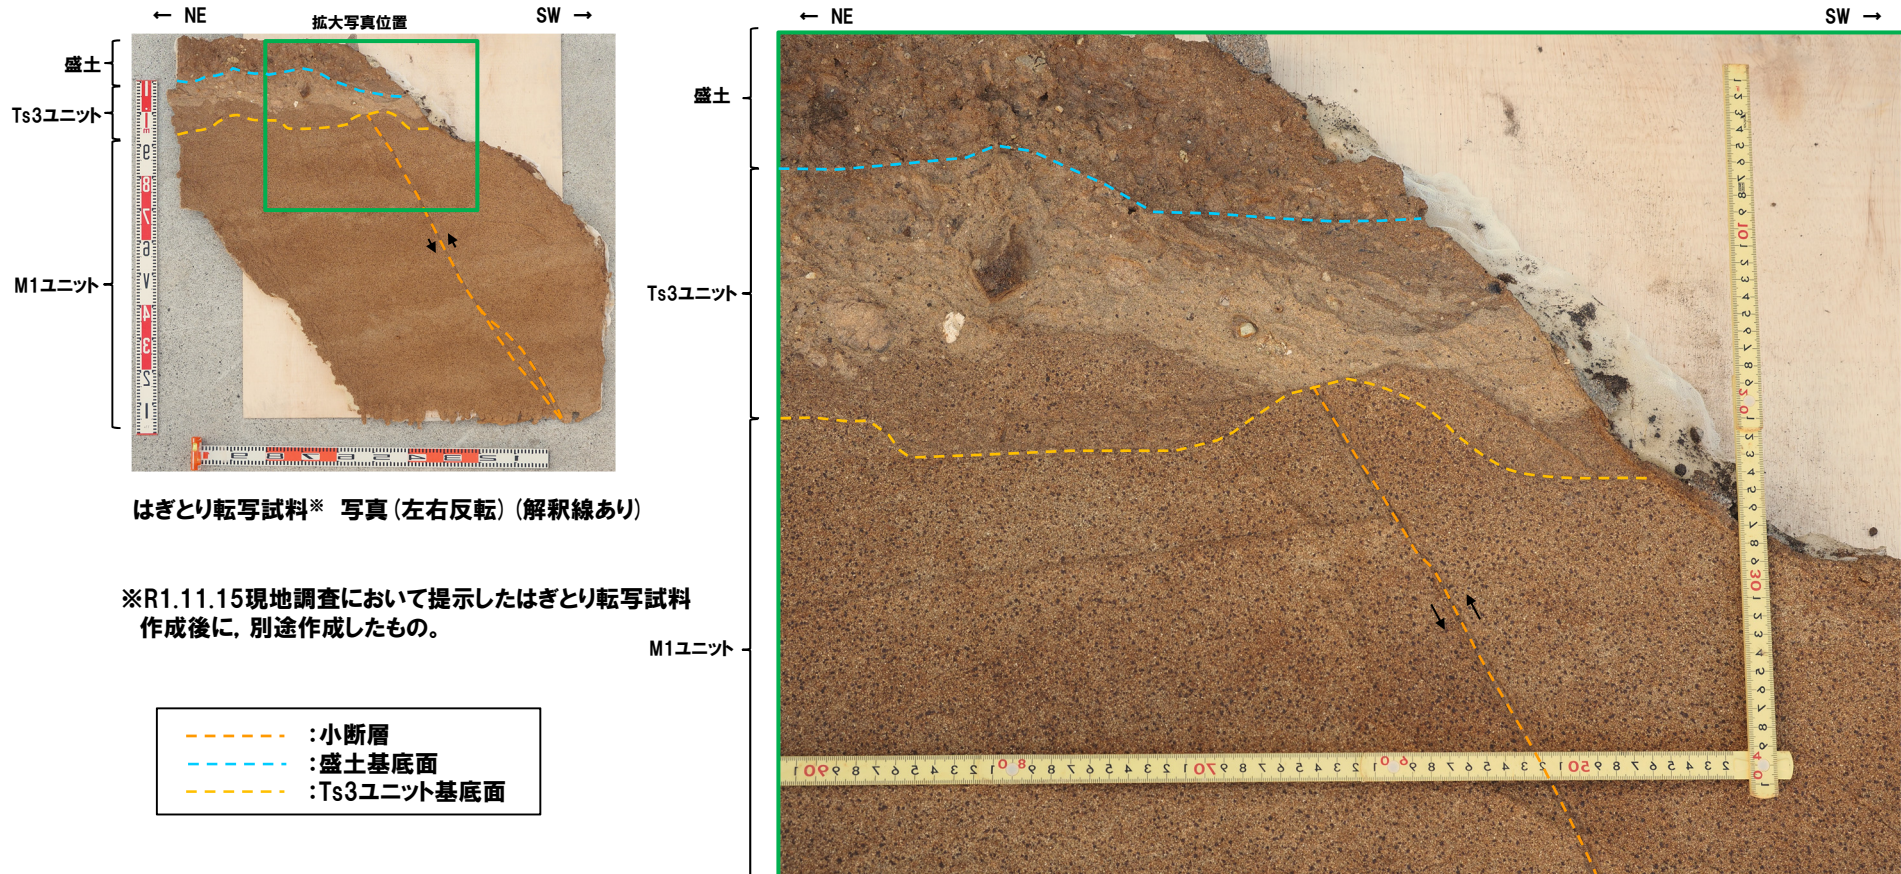 ← NE
拡大写真位置
SW →
盛土
Ts3ユニット
M1ユニット
はぎとり転写試料※ 写真(左右反転)(解釈線あり)
※R1.11.15現地調査において提示したはぎとり転写試料
作成後に, 別途作成したもの。
:小断層
:盛土基底面
:Ts3ユニット基底面
← NE
SW →
盛土
Ts3ユニット
M1ユニット